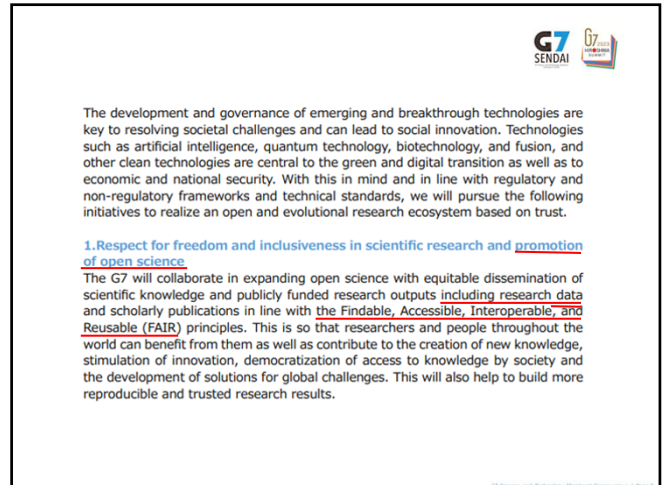 G7
SENDAI
G7 2023
HIROSHIMA
SUMMIT
The development and governance of emerging and breakthrough technologies are
key to resolving societal challenges and can lead to social innovation. Technologies
such as artificial intelligence, quantum technology, biotechnology, and fusion, and
other clean technologies are central to the green and digital transition as well as to
economic and national security. With this in mind and in line with regulatory and
non-regulatory frameworks and technical standards, we will pursue the following
initiatives to realize an open and evolutional research ecosystem based on trust.
1.Respect for freedom and inclusiveness in scientific research and promotion
of open science
The G7 will collaborate in expanding open science with equitable dissemination of
scientific knowledge and publicly funded research outputs including research data
and scholarly publications in line with the Findable, Accessible, Interoperable, and
Reusable (FAIR) principles. This is so that researchers and people throughout the
world can benefit from them as well as contribute to the creation of new knowledge,
stimulation of innovation, democratization of access to knowledge by society and
the development of solutions for global challenges. This will also help to build more
reproducible and trusted research results.